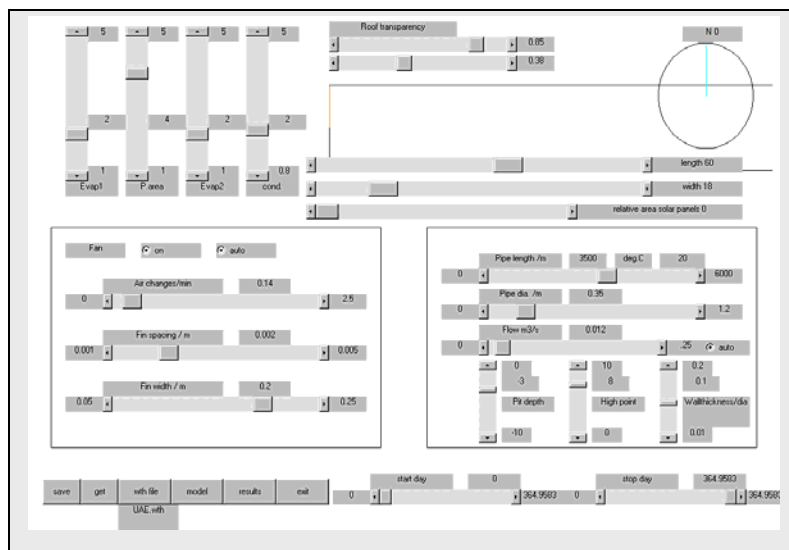 5 5 5 5
2 4 2 2
1 1 1 0.8
Evap1 P.area Evap2 cond.
Roof transparency
0.85
0.38
N 0
length 60
width 18
relative area solar panels 0
Fan on auto
Air changes/min 0.14
0 2.5
Fin spacing / m 0.002
0.001 0.005
Fin width / m 0.2
0.05 0.25
Pipe length /m 3500 deg.C 20
0 6000
Pipe dia. /m 0.35
0 1.2
Flow m3/s 0.012
0 .25 auto
0 10 0.2
-3 8 0.1
Pit depth High point Wallthickness/dia
-10 0 0.01
save get wth file model results exit
UAE.wth
start day 0
0 364.9583
stop day 364.9583
0 364.9583